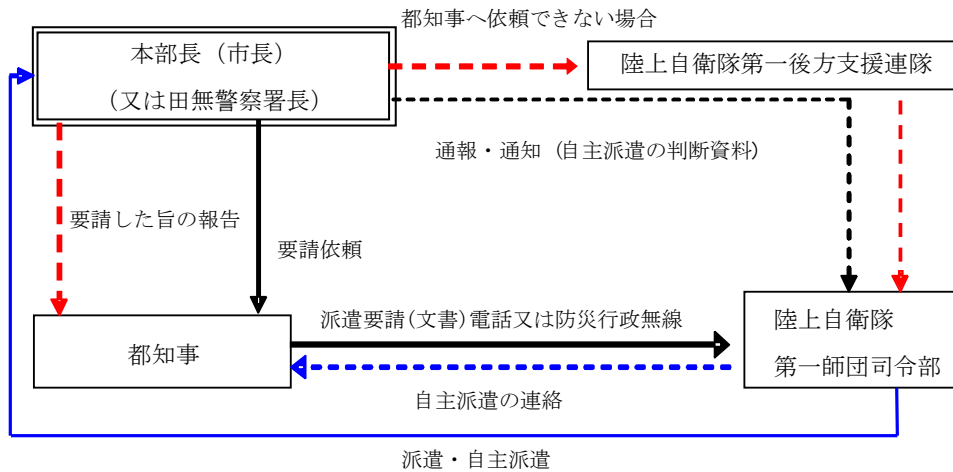 都知事へ依頼できない場合
本部長（市長）
（又は田無警察署長）
陸上自衛隊第一後方支援連隊
通報・通知（自主派遣の判断資料）
要請した旨の報告
要請依頼
派遣要請(文書)電話又は防災行政無線
都知事
陸上自衛隊
第一師団司令部
自主派遣の連絡
派遣・自主派遣